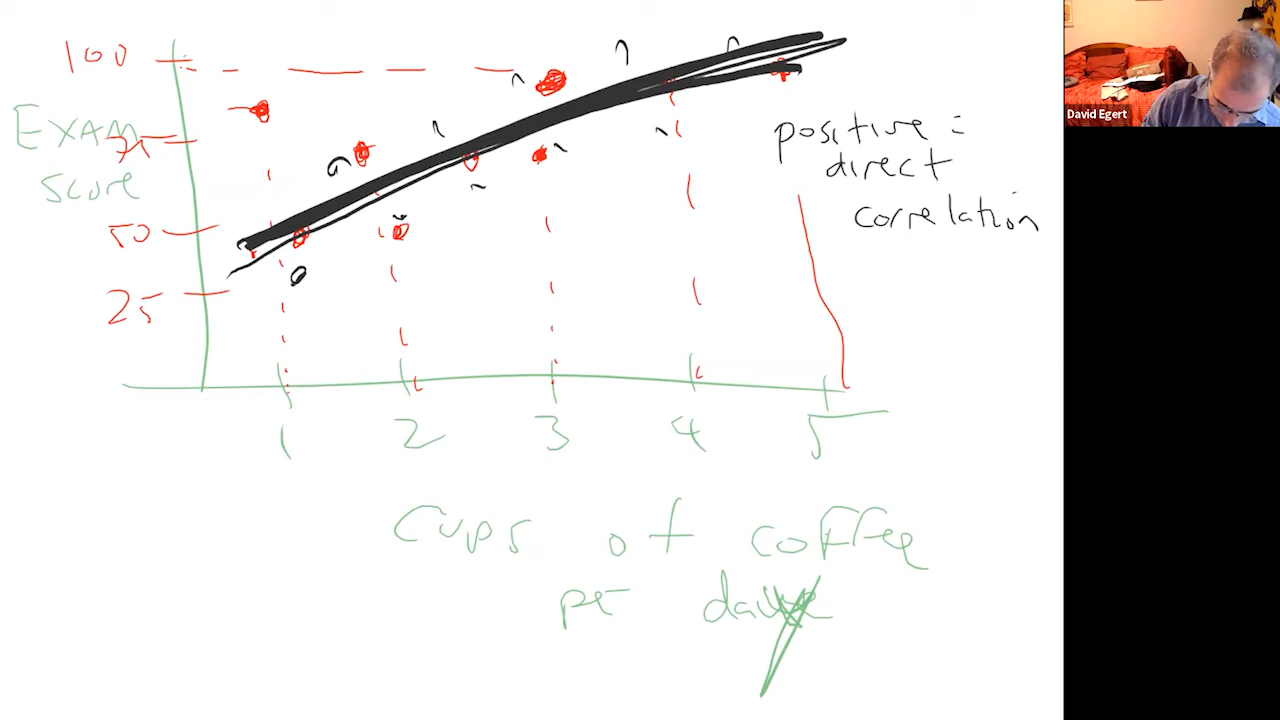 100
EXAM
75
score
50
25
positive =
direct
correlation
1 2 3 4 5
cups of coffee
per day
David Egert